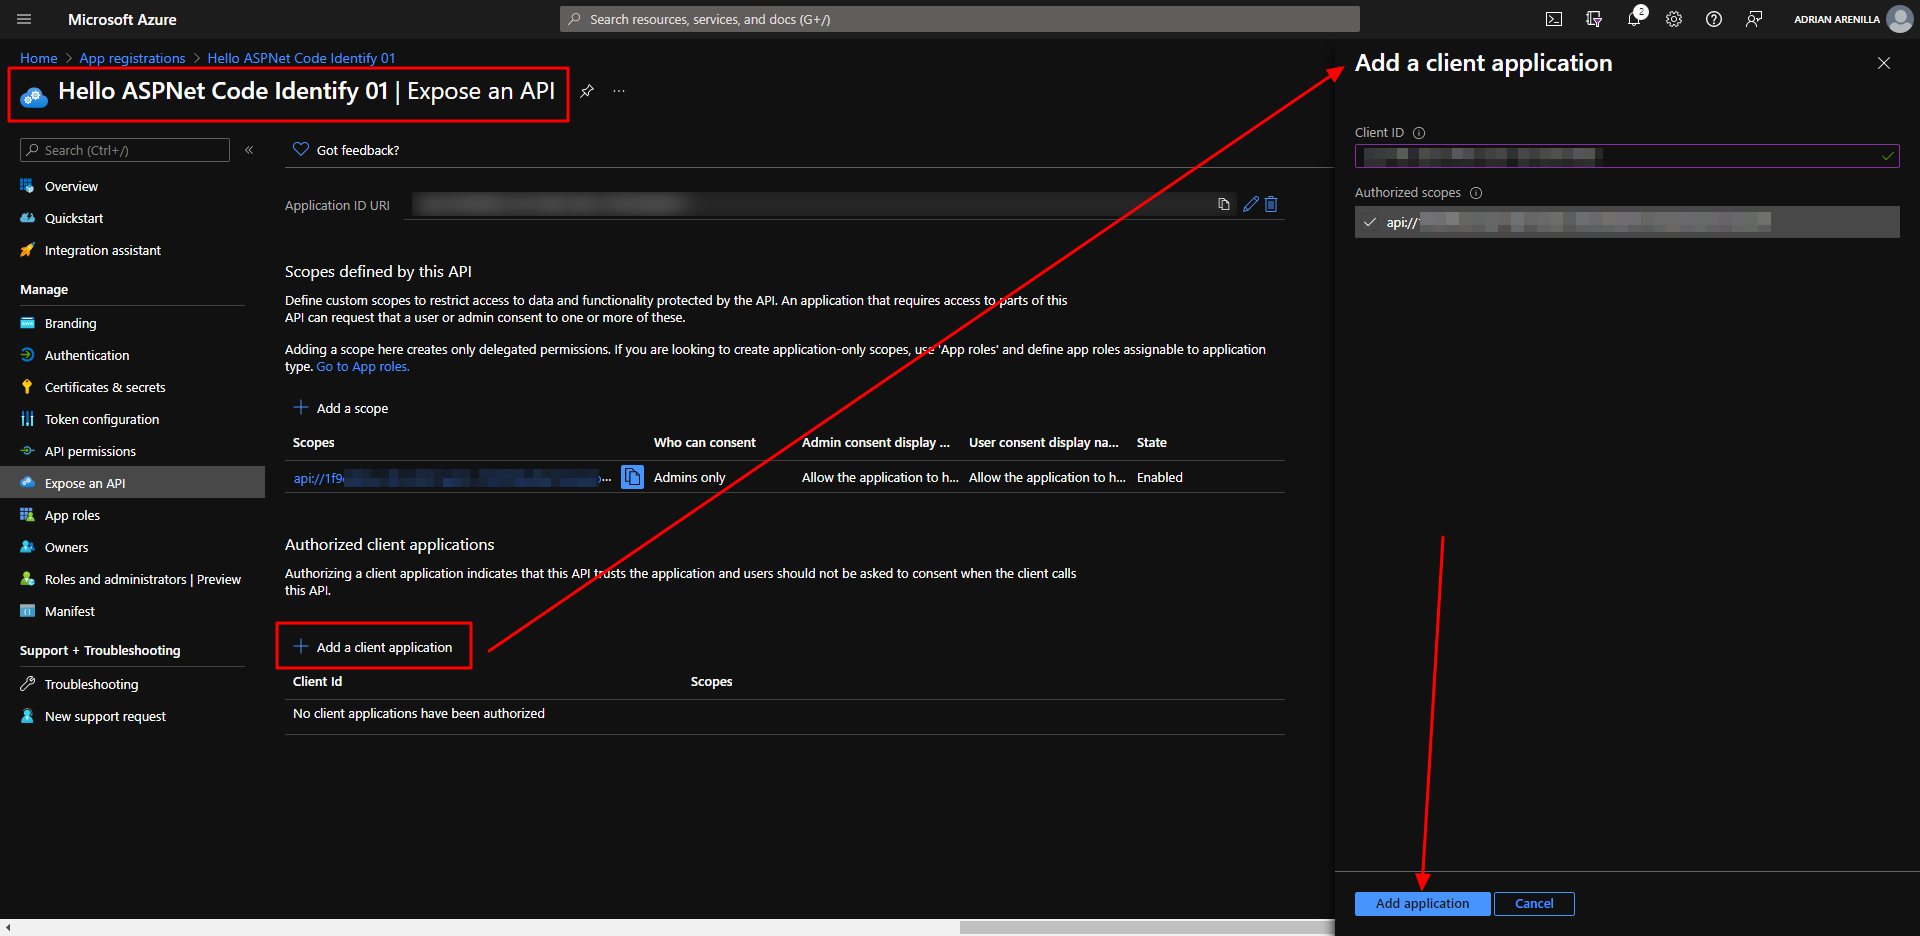 Microsoft Azure
Search resources, services, and docs (G+/)
2
ADRIAN ARENILLA
Home > App registrations > Hello ASPNet Code Identify 01
Hello ASPNet Code Identify 01 | Expose an API
...
Search (Ctrl+/)
«
Overview
Quickstart
Integration assistant
Manage
Branding
Authentication
Certificates & secrets
Token configuration
API permissions
Expose an API
App roles
Owners
Roles and administrators | Preview
Manifest
Support + Troubleshooting
Troubleshooting
New support request
Got feedback?
Application ID URI
Scopes defined by this API
Define custom scopes to restrict access to data and functionality protected by the API. An application that requires access to parts of this
API can request that a user or admin consent to one or more of these.
Adding a scope here creates only delegated permissions. If you are looking to create application-only scopes, use 'App roles' and define app roles assignable to application
type. Go to App roles.
+ Add a scope
Scopes Who can consent Admin consent display ... User consent display na... State
api://1f9 ... Admins only Allow the application to h... Allow the application to h... Enabled
Authorized client applications
Authorizing a client application indicates that this API trusts the application and users should not be asked to consent when the client calls
this API.
+ Add a client application
Client Id Scopes
No client applications have been authorized
Add a client application
Client ID
Authorized scopes
api://
Add application
Cancel